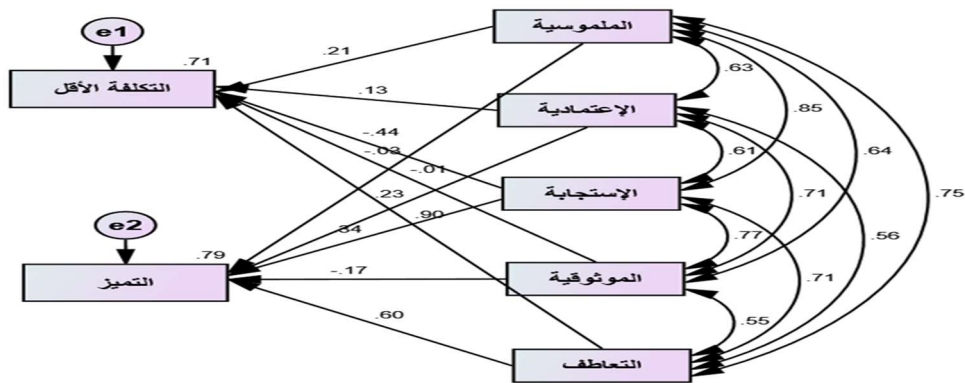 e1
.71
التكلفة الأقل
e2
.79
التميز
الملموسية
الإعتمادية
الإستجابة
الموثوقية
التعاطف
.21
.13
-.44
-.03
-.01
.23
.90
.34
-.17
.60
.63
.85
.61
.64
.71
.75
.77
.56
.71
.55